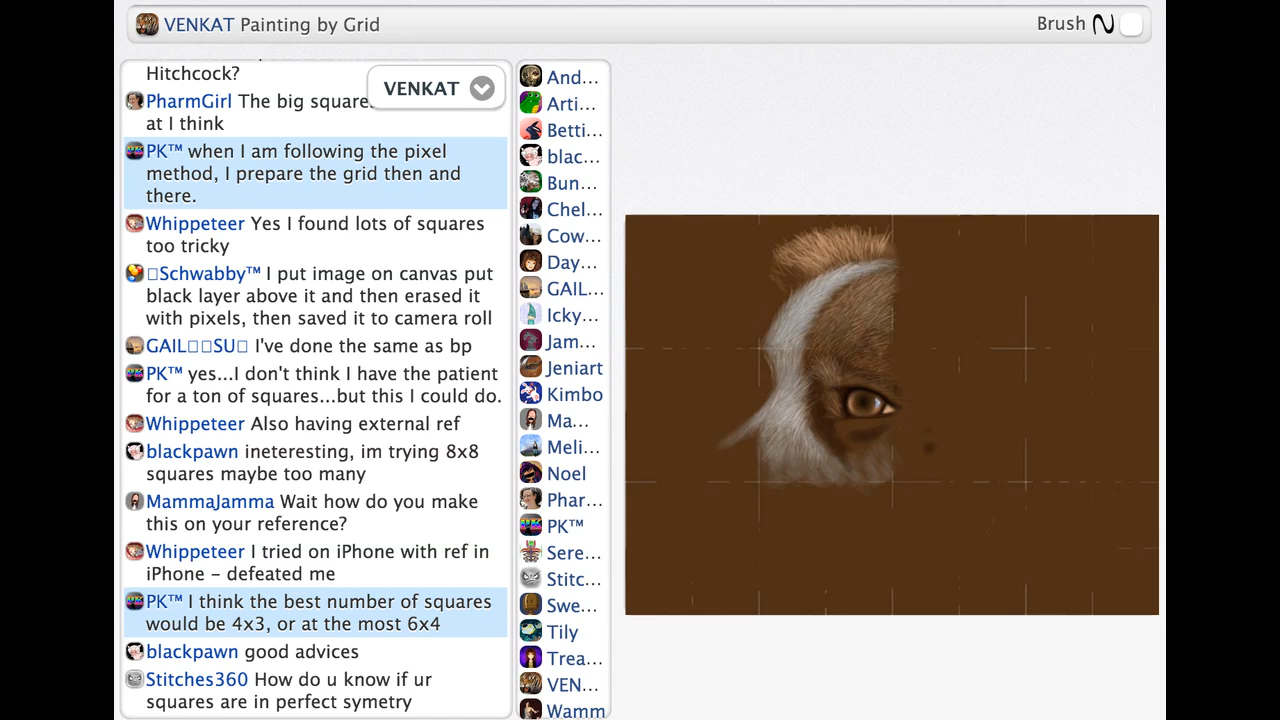 VENKAT Painting by Grid
Brush
Hitchcock?
VENKAT
PharmGirl The big square
at I think
PK™ when I am following the pixel
method, I prepare the grid then and
there.
Whippeteer Yes I found lots of squares
too tricky
Schwabby™ I put image on canvas put
black layer above it and then erased it
with pixels, then saved it to camera roll
GAIL SU I've done the same as bp
PK™ yes...I don't think I have the patient
for a ton of squares...but this I could do.
Whippeteer Also having external ref
blackpawn ineteresting, im trying 8x8
squares maybe too many
MammaJamma Wait how do you make
this on your reference?
Whippeteer I tried on iPhone with ref in
iPhone – defeated me
PK™ I think the best number of squares
would be 4x3, or at the most 6x4
blackpawn good advices
Stitches360 How do u know if ur
squares are in perfect symetry
And...
Arti...
Betti...
blac...
Bun...
Chel...
Cow...
Day...
GAIL...
Icky...
Jam...
Jeniart
Kimbo
Ma...
Meli...
Noel
Phar...
PK™
Sere...
Stitc...
Swe...
Tily
Trea...
VEN...
Wamm